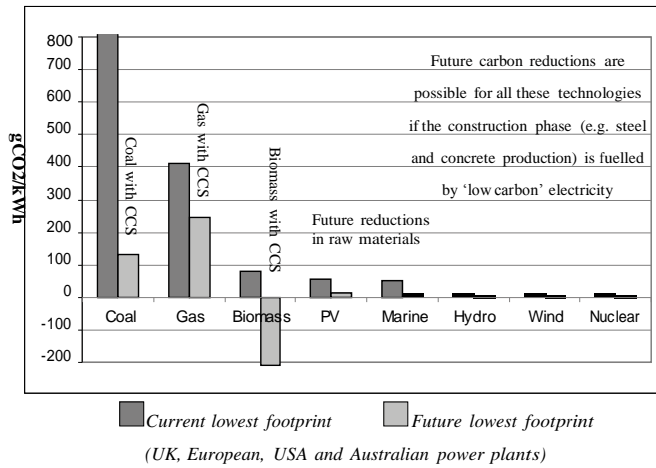 800
700
600
500
400
300
200
100
0
-100
-200
gCO2/kWh
Coal with CCS
Gas with CCS
Biomass with CCS
Future carbon reductions are
possible for all these technologies
if the construction phase (e.g. steel
and concrete production) is fuelled
by ‘low carbon’ electricity
Future reductions
in raw materials
Coal Gas Biomass PV Marine Hydro Wind Nuclear
Current lowest footprint Future lowest footprint
(UK, European, USA and Australian power plants)